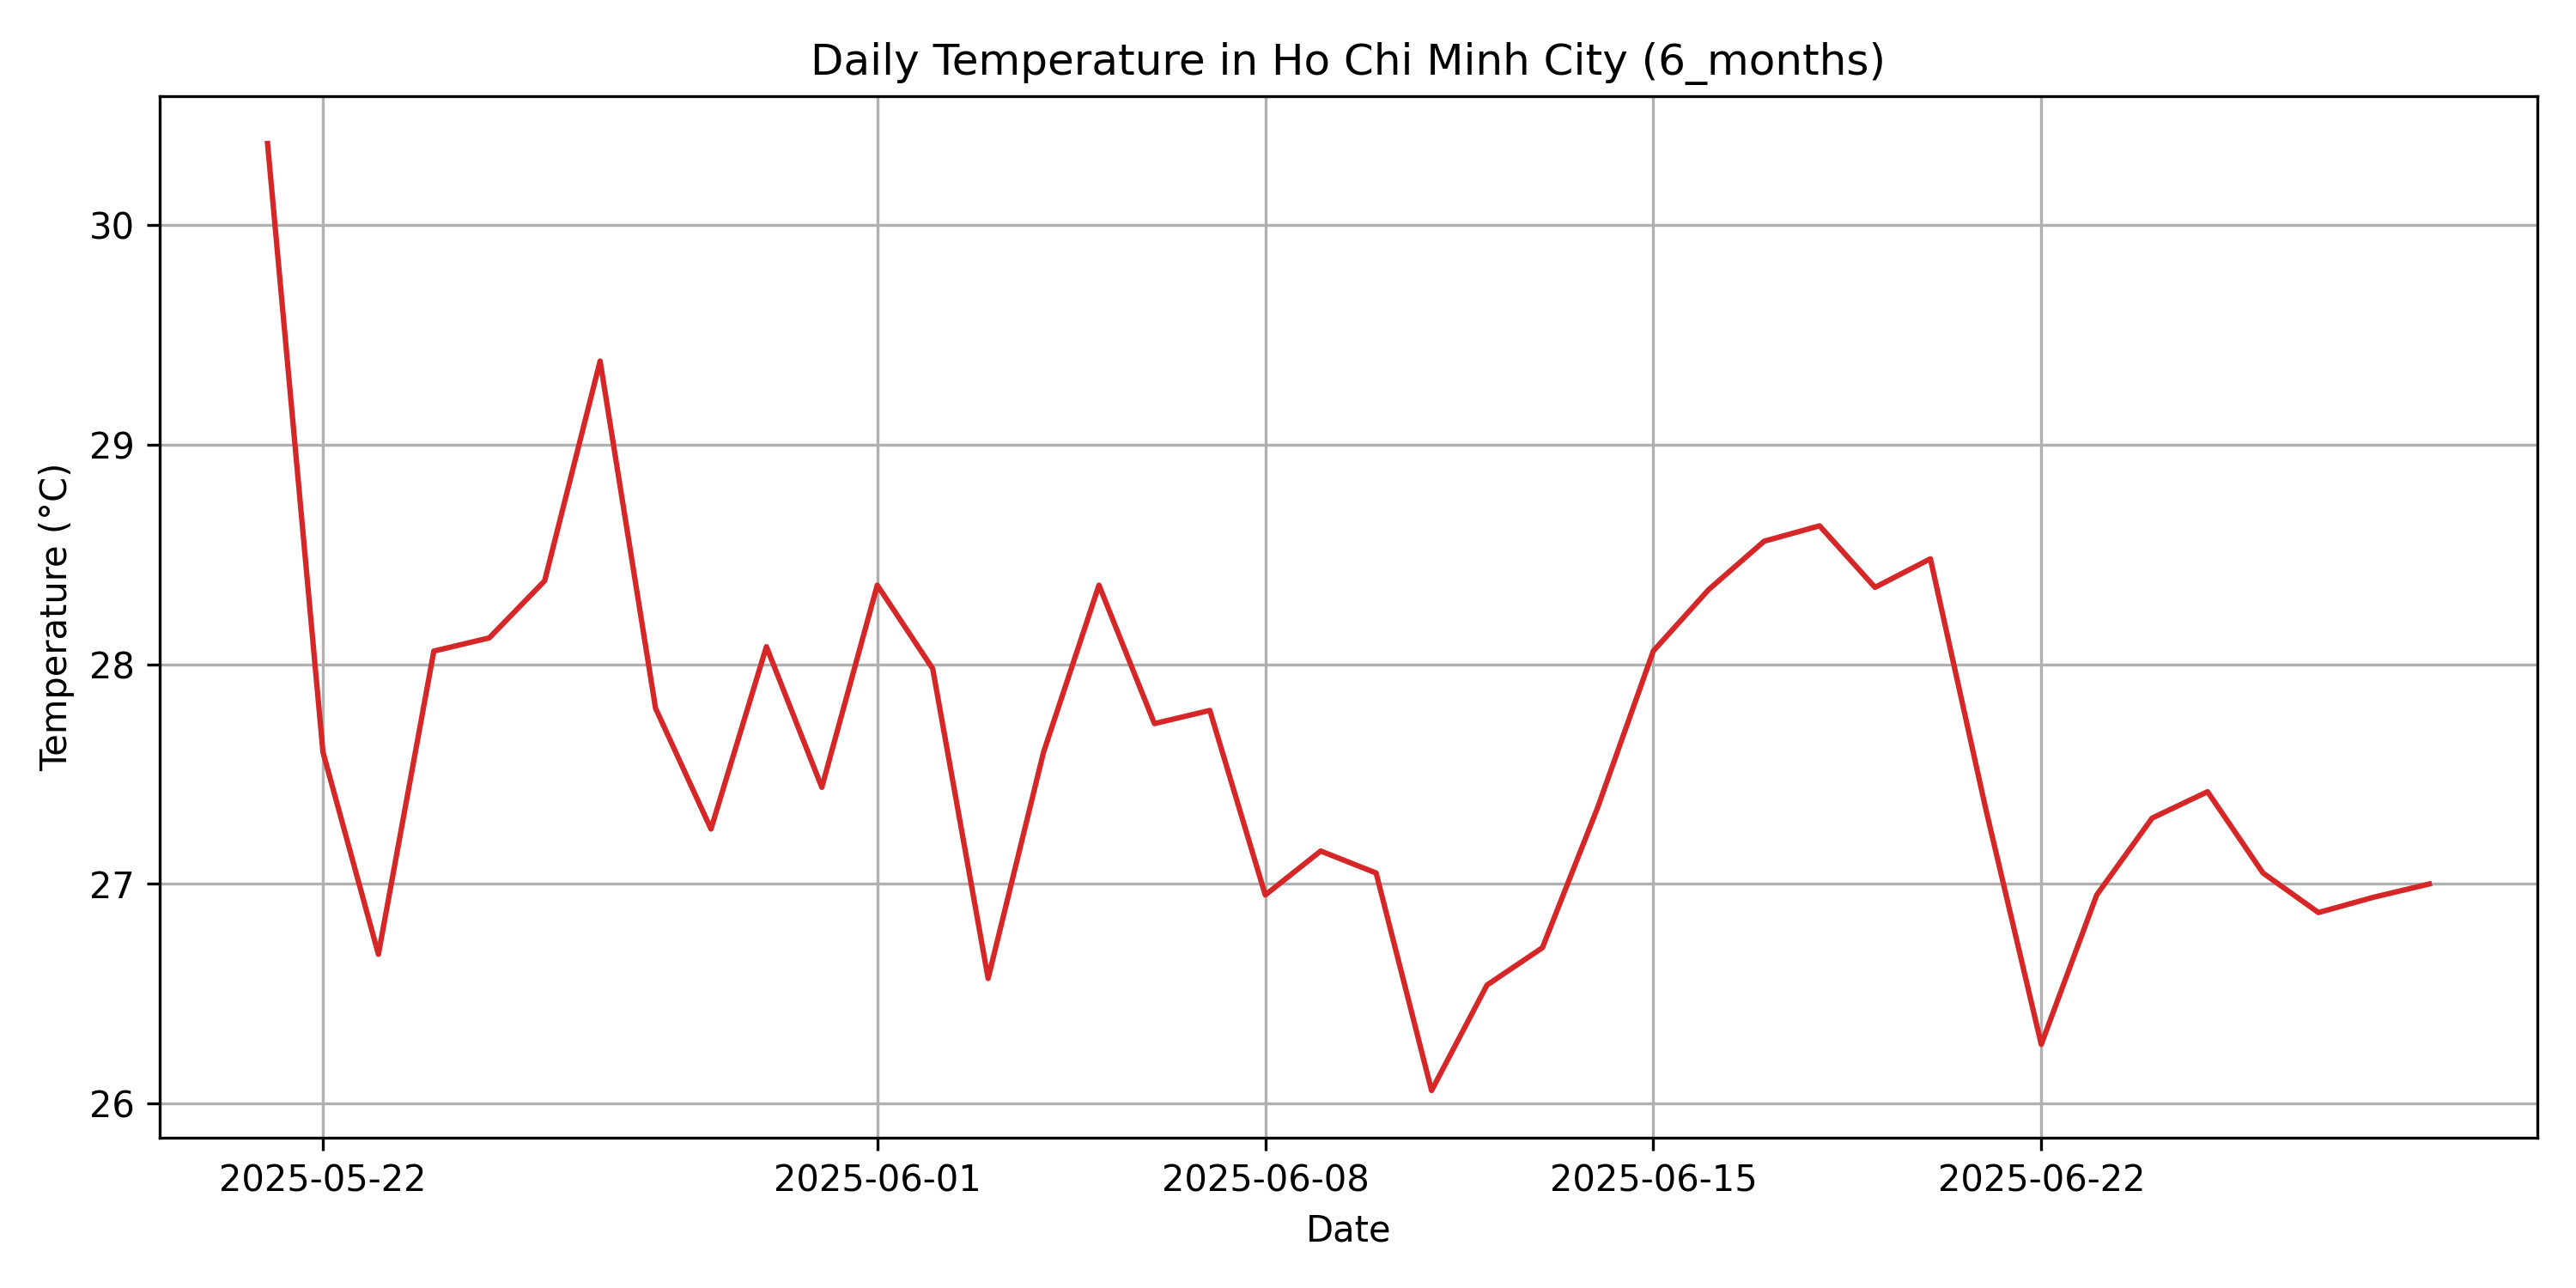 Daily Temperature in Ho Chi Minh City (6_months)
Temperature (°C)
30
29
28
27
26
2025-05-22 2025-06-01 2025-06-08 2025-06-15 2025-06-22
Date